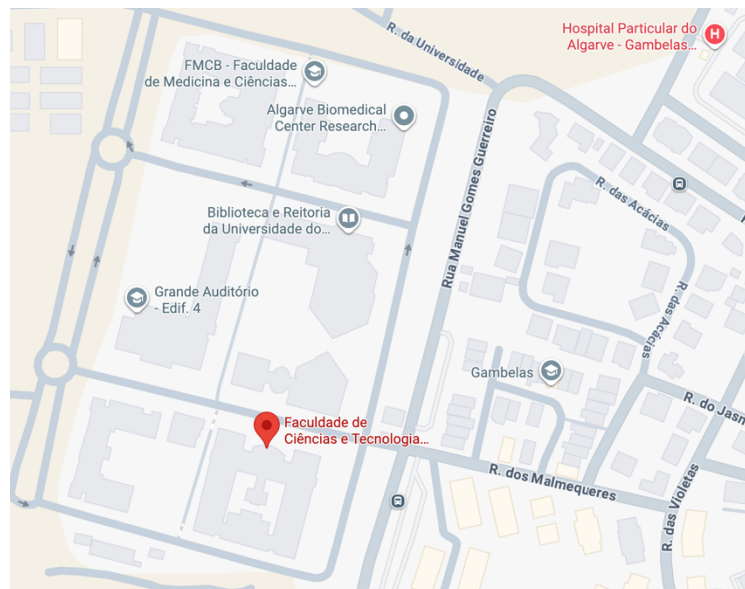 Hospital Particular do
Algarve - Gambelas...
R. da Universidade
FMCB - Faculdade
de Medicina e Ciências...
Algarve Biomedical
Center Research...
Rua Manuel Gomes Guerreiro
R. das Acácias
Biblioteca e Reitoria
da Universidade do...
Grande Auditório
- Edif. 4
R. das Acácias
Gambelas
R. do Jasm
Faculdade de
Ciências e Tecnologia...
R. dos Malmequeres
R. das Violetas
H